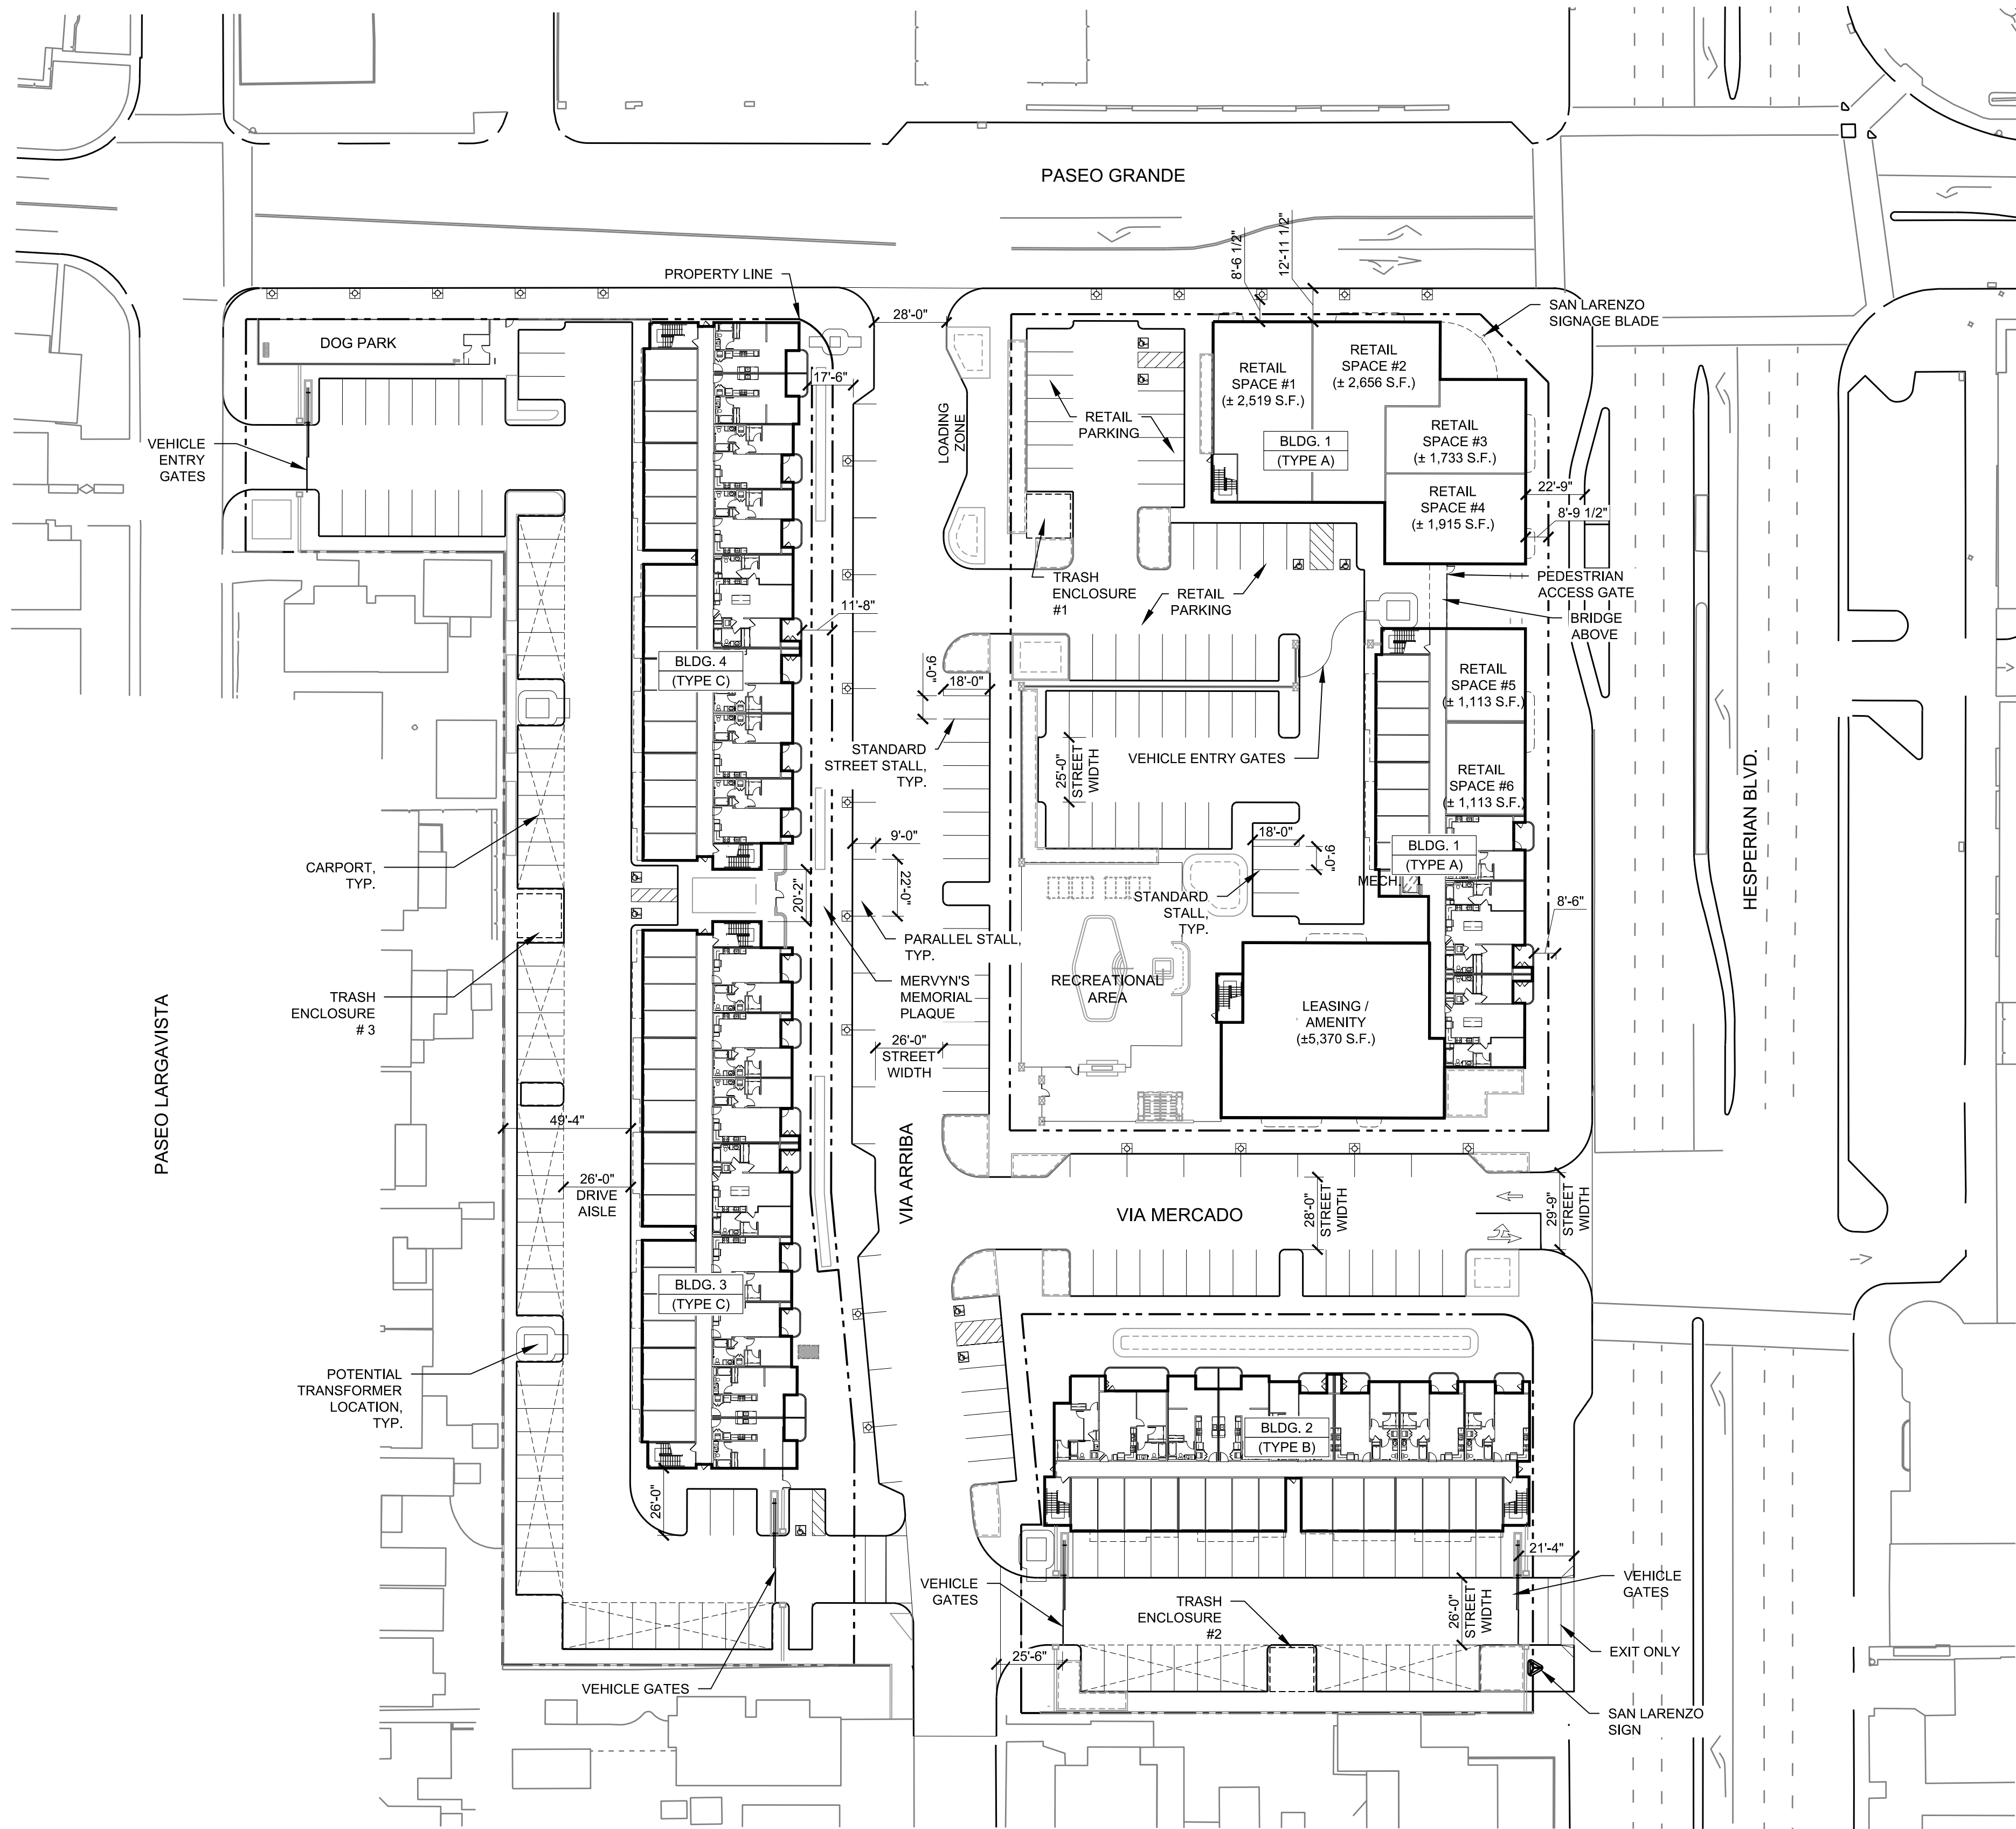 PASEO GRANDE
8'-6 1/2"
12'-11 1/2"
PROPERTY LINE
28'-0"
SAN LARENZO
SIGNAGE BLADE
DOG PARK
17'-6"
LOADING
ZONE
RETAIL
PARKING
RETAIL
SPACE #1
(± 2,519 S.F.)
RETAIL
SPACE #2
(± 2,656 S.F.)
BLDG. 1
(TYPE A)
RETAIL
SPACE #3
(± 1,733 S.F.)
RETAIL
SPACE #4
(± 1,915 S.F.)
22'-9"
8'-9 1/2"
VEHICLE
ENTRY
GATES
TRASH
ENCLOSURE
#1
RETAIL
PARKING
PEDESTRIAN
ACCESS GATE
BRIDGE
ABOVE
11'-8"
BLDG. 4
(TYPE C)
9'-0"
18'-0"
STANDARD
STREET STALL,
TYP.
25'-0"
STREET
WIDTH
VEHICLE ENTRY GATES
RETAIL
SPACE #5
(± 1,113 S.F.)
RETAIL
SPACE #6
(± 1,113 S.F.)
HESPERIAN BLVD.
CARPORT,
TYP.
9'-0"
22'-0"
20'-2"
18'-0"
9'-0"
BLDG. 1
(TYPE A)
MECH.
STANDARD
STALL,
TYP.
8'-6"
PARALLEL STALL,
TYP.
MERVYN'S
MEMORIAL
PLAQUE
RECREATIONAL
AREA
LEASING /
AMENITY
(±5,370 S.F.)
TRASH
ENCLOSURE
# 3
26'-0"
STREET
WIDTH
PASEO LARGAVISTA
49'-4"
26'-0"
DRIVE
AISLE
VIA ARRIBA
VIA MERCADO
28'-0"
STREET
WIDTH
29'-9"
STREET
WIDTH
BLDG. 3
(TYPE C)
POTENTIAL
TRANSFORMER
LOCATION,
TYP.
BLDG. 2
(TYPE B)
26'-0"
21'-4"
VEHICLE
GATES
TRASH
ENCLOSURE
#2
26'-0"
STREET
WIDTH
VEHICLE
GATES
EXIT ONLY
25'-6"
VEHICLE GATES
SAN LARENZO
SIGN